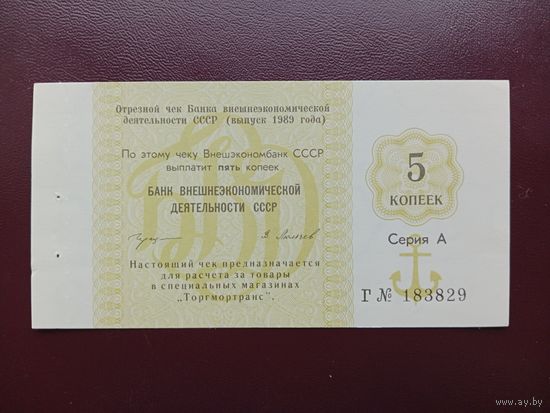 Отрезной чек Банка внешнеэкономической
деятельности СССР (выпуск 1989 года)
По этому чеку Внешэкономбанк СССР
выплатит пять копеек
БАНК ВНЕШНЕЭКОНОМИЧЕСКОЙ
ДЕЯТЕЛЬНОСТИ СССР
Настоящий чек предназначается
для расчета за товары
в специальных магазинах
„Торгмортранс".
5
КОПЕЕК
Серия А
Г № 183829
www.ay.by